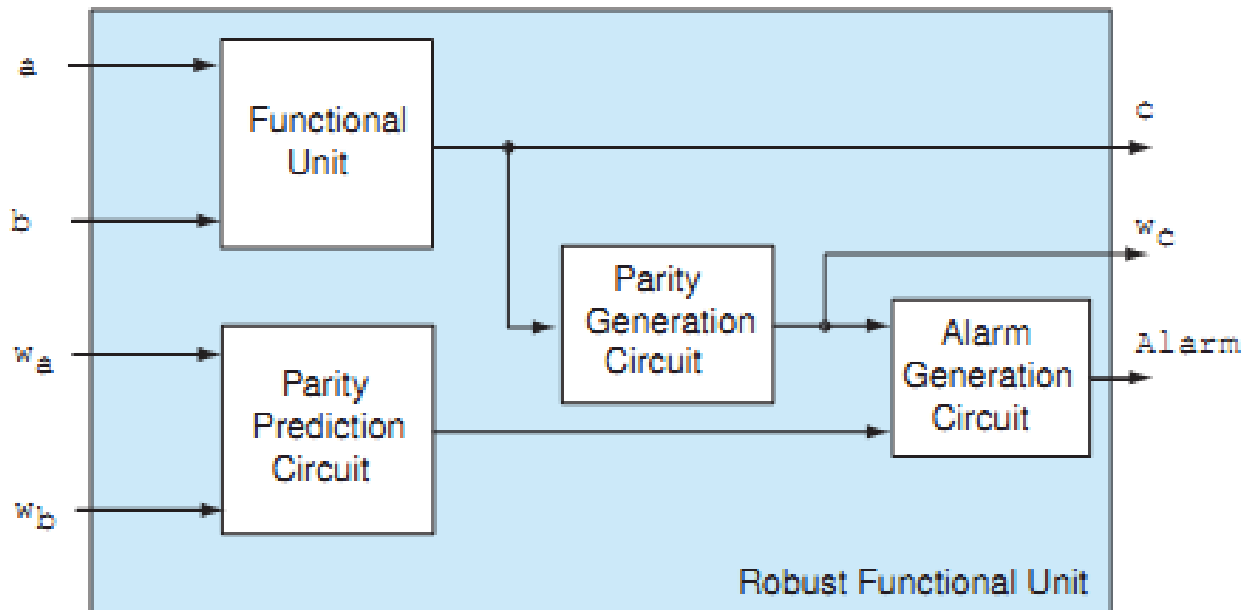 a
Functional
Unit
c
b
w_c
Parity
Generation
Circuit
Alarm
Generation
Circuit
Alarm
w_a
Parity
Prediction
Circuit
w_b
Robust Functional Unit